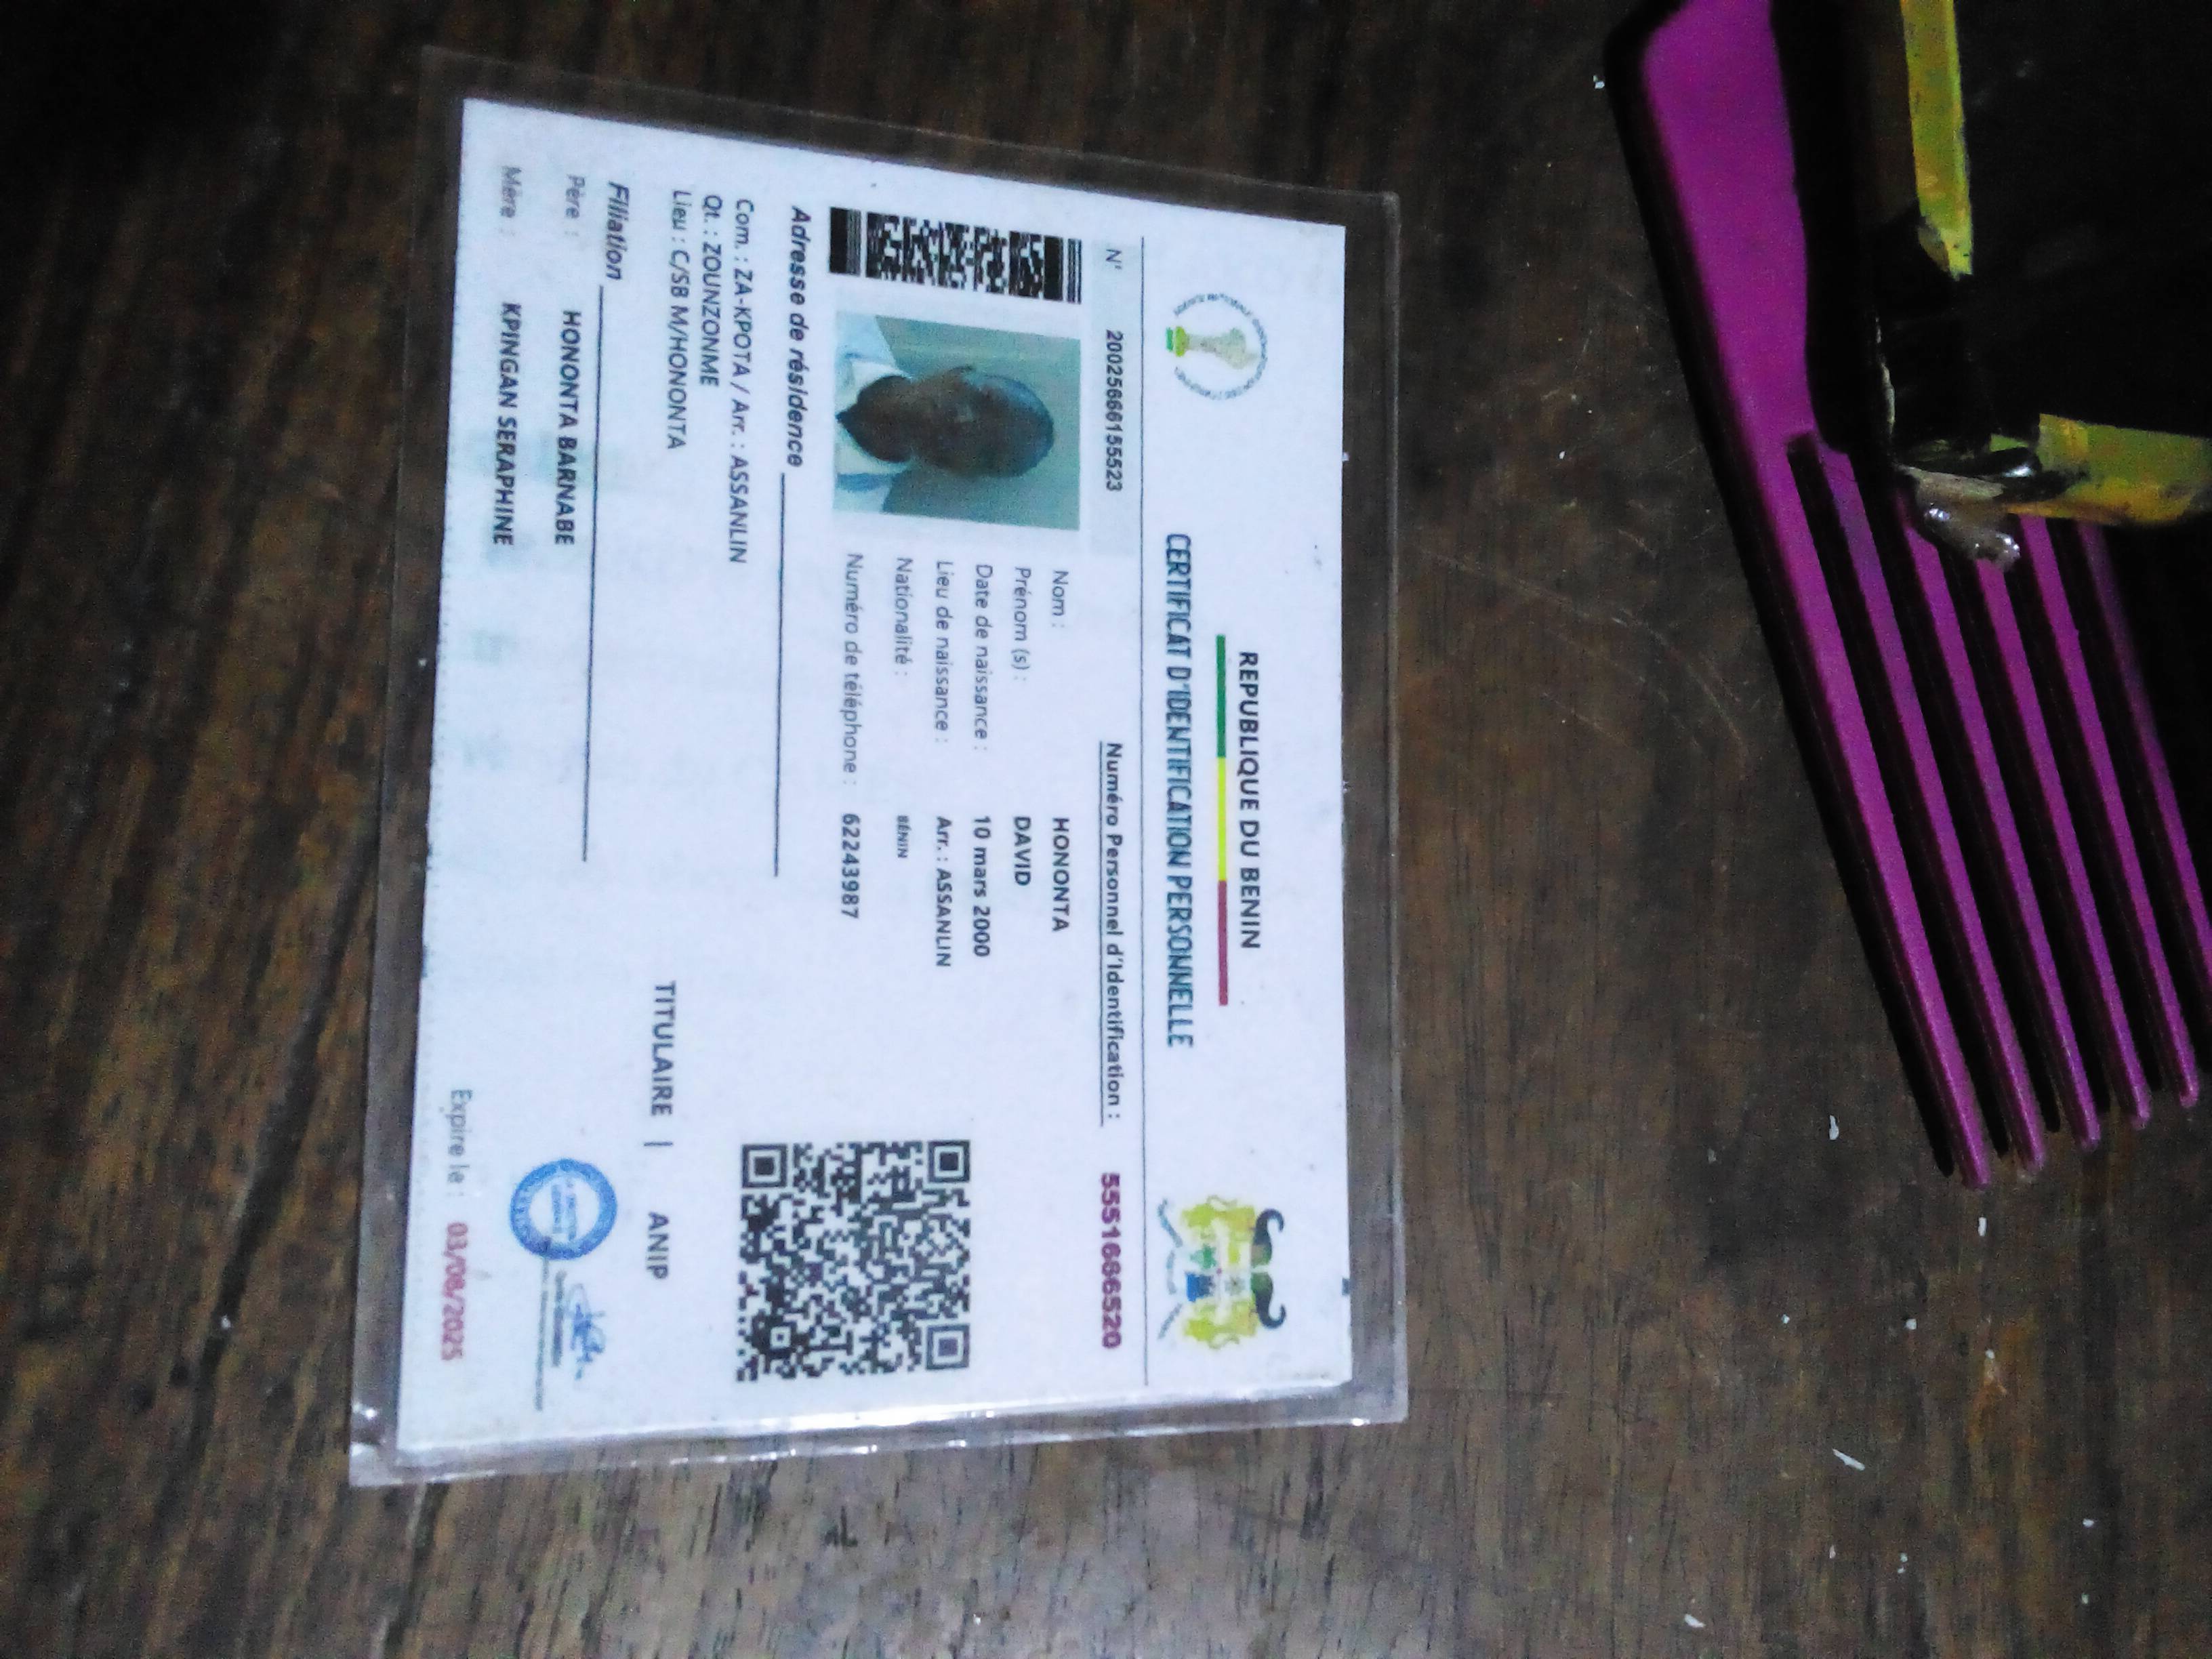 REPUBLIQUE DU BENIN
CERTIFICAT D'IDENTIFICATION PERSONNELLE
N° 2002566615523
Numéro Personnel d'Identification : 5551686520
Nom : HONONTA
Prénom (s) : DAVID
Date de naissance : 10 mars 2000
Lieu de naissance : Arr. : ASSANLIN
Nationalité : BÉNIN
Numéro de téléphone : 62243987
Adresse de résidence
Com. : ZA-KPOTA / Arr. : ASSANLIN
Qt. : ZOUNZONME
Lieu : C/SB M/HONONTA
Filiation
Père : HONONTA BARNABE
Mère : KPINGAN SERAPHINE
TITULAIRE | ANIP
Expire le : 03/08/2025